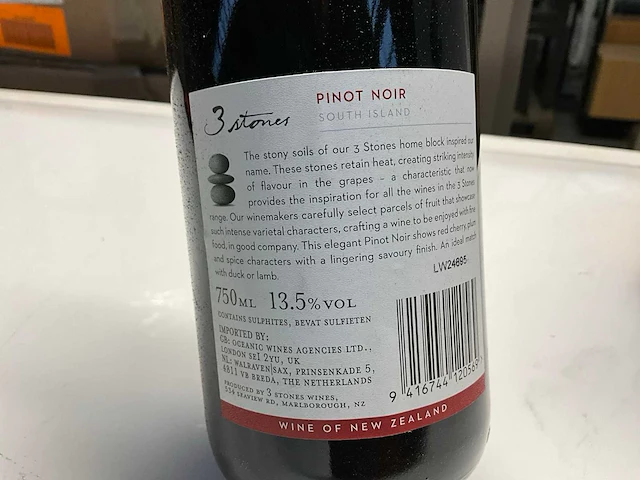 3 stones
PINOT NOIR
SOUTH ISLAND
The stony soils of our 3 Stones home block inspired our
name. These stones retain heat, creating striking intensity
of flavour in the grapes - a characteristic that now
provides the inspiration for all the wines in the 3 Stones
range. Our winemakers carefully select parcels of fruit that showcase
such intense varietal characters, crafting a wine to be enjoyed with fine
food, in good company. This elegant Pinot Noir shows red cherry, plum
and spice characters with a lingering savoury finish. An ideal match
with duck or lamb.
LW24695
750ML 13.5%VOL
CONTAINS SULPHITES, BEVAT SULFIETEN
IMPORTED BY:
GB: OCEANIC WINES AGENCIES LTD.,
LONDON SE1 2YU, UK
NL: WALRAVEN|SAX, PRINSENKADE 5,
4811 VB BREDA, THE NETHERLANDS
PRODUCED BY 3 STONES WINES,
SEAVIEW RD, MARLBOROUGH, NZ
9 416744 120569
WINE OF NEW ZEALAND